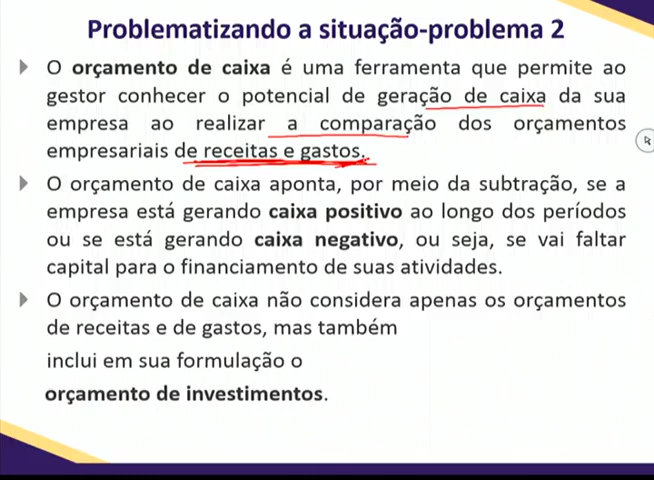 Problematizando a situação-problema 2
O orçamento de caixa é uma ferramenta que permite ao
gestor conhecer o potencial de geração de caixa da sua
empresa ao realizar a comparação dos orçamentos
empresariais de receitas e gastos.
O orçamento de caixa aponta, por meio da subtração, se a
empresa está gerando caixa positivo ao longo dos períodos
ou se está gerando caixa negativo, ou seja, se vai faltar
capital para o financiamento de suas atividades.
O orçamento de caixa não considera apenas os orçamentos
de receitas e de gastos, mas também
inclui em sua formulação o
orçamento de investimentos.